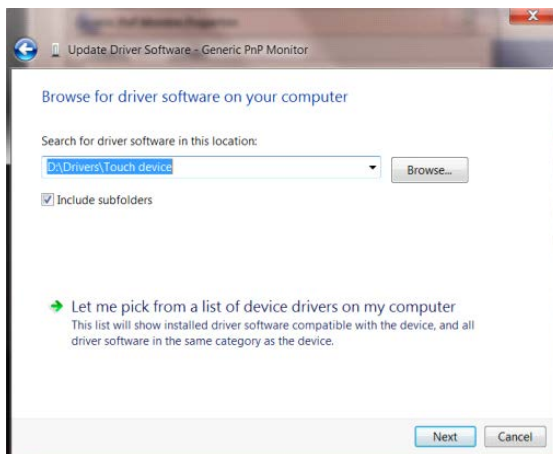 Update Driver Software - Generic PnP Monitor
Browse for driver software on your computer
Search for driver software in this location:
D:\Drivers\Touch device
Browse...
Include subfolders
Let me pick from a list of device drivers on my computer
This list will show installed driver software compatible with the device, and all
driver software in the same category as the device.
Next
Cancel